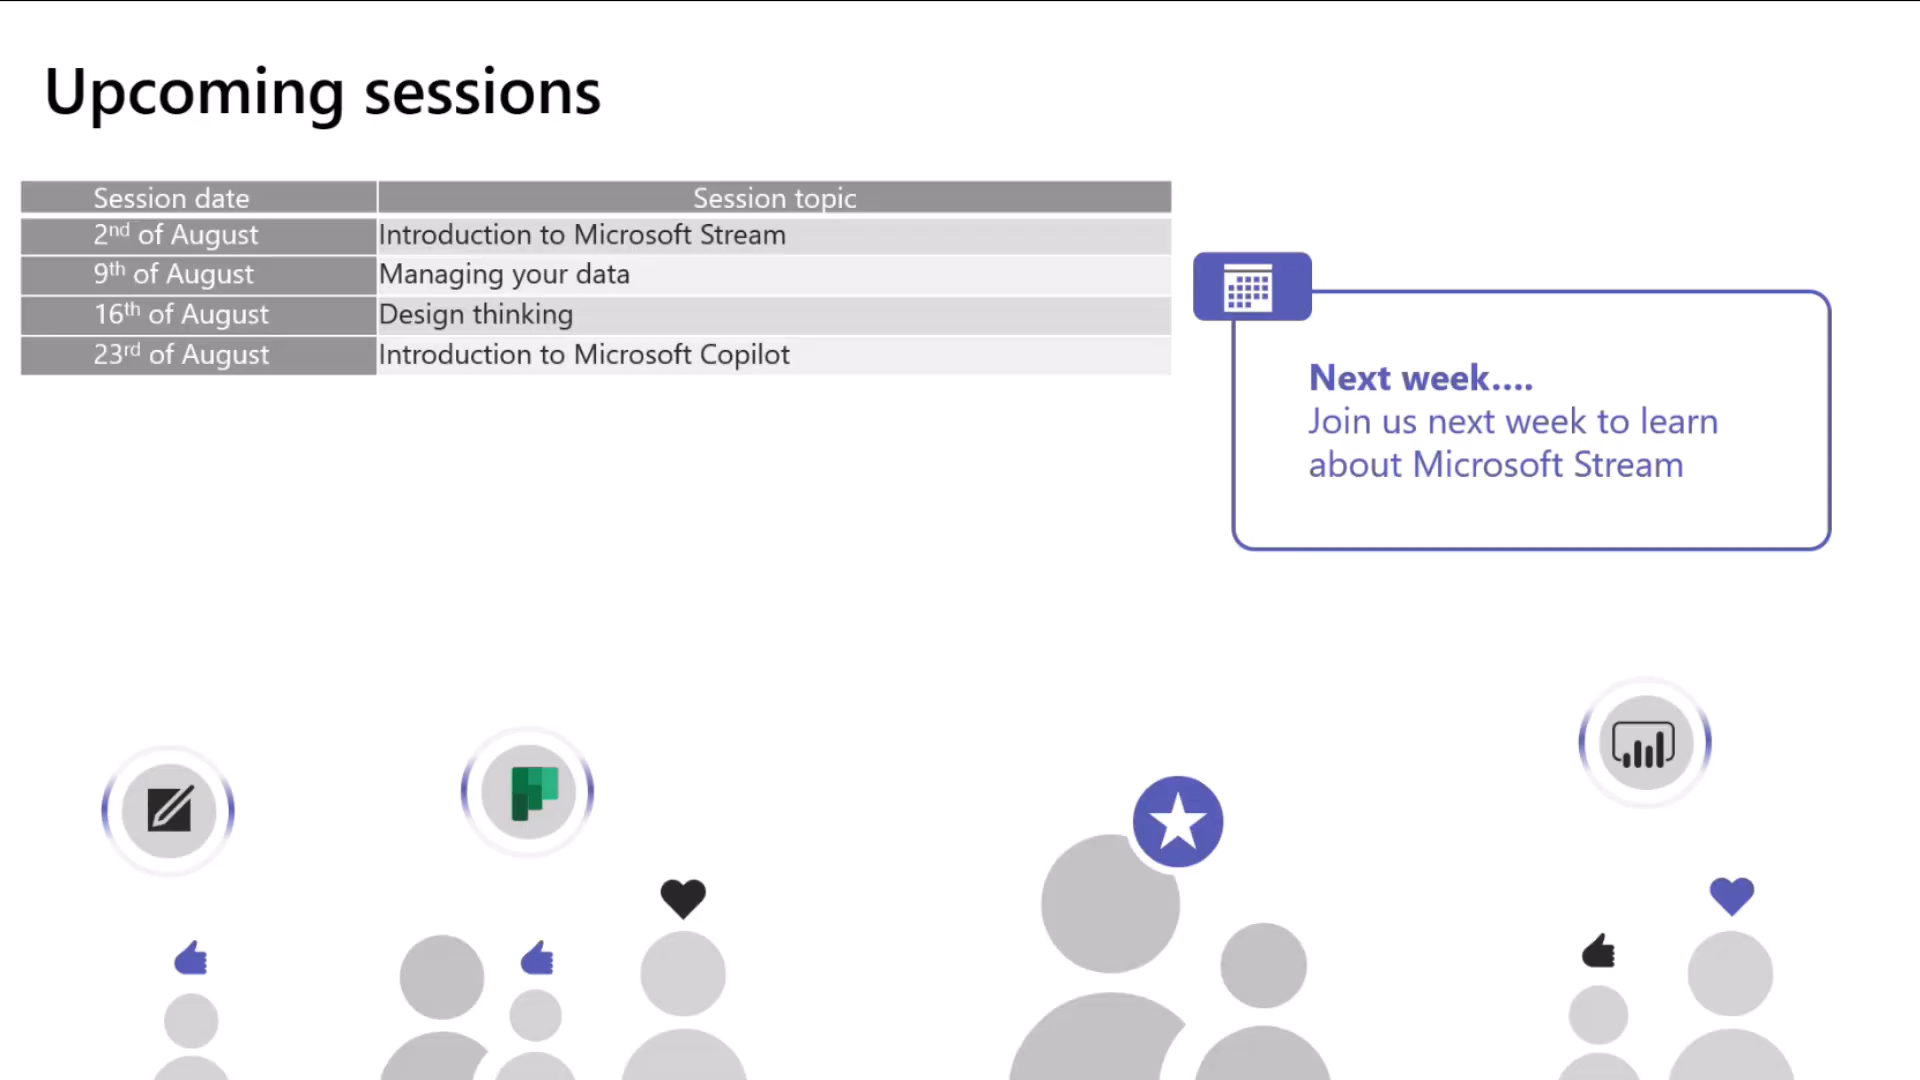 Upcoming sessions
Session date Session topic
2nd of August Introduction to Microsoft Stream
9th of August Managing your data
16th of August Design thinking
23rd of August Introduction to Microsoft Copilot
Next week....
Join us next week to learn
about Microsoft Stream